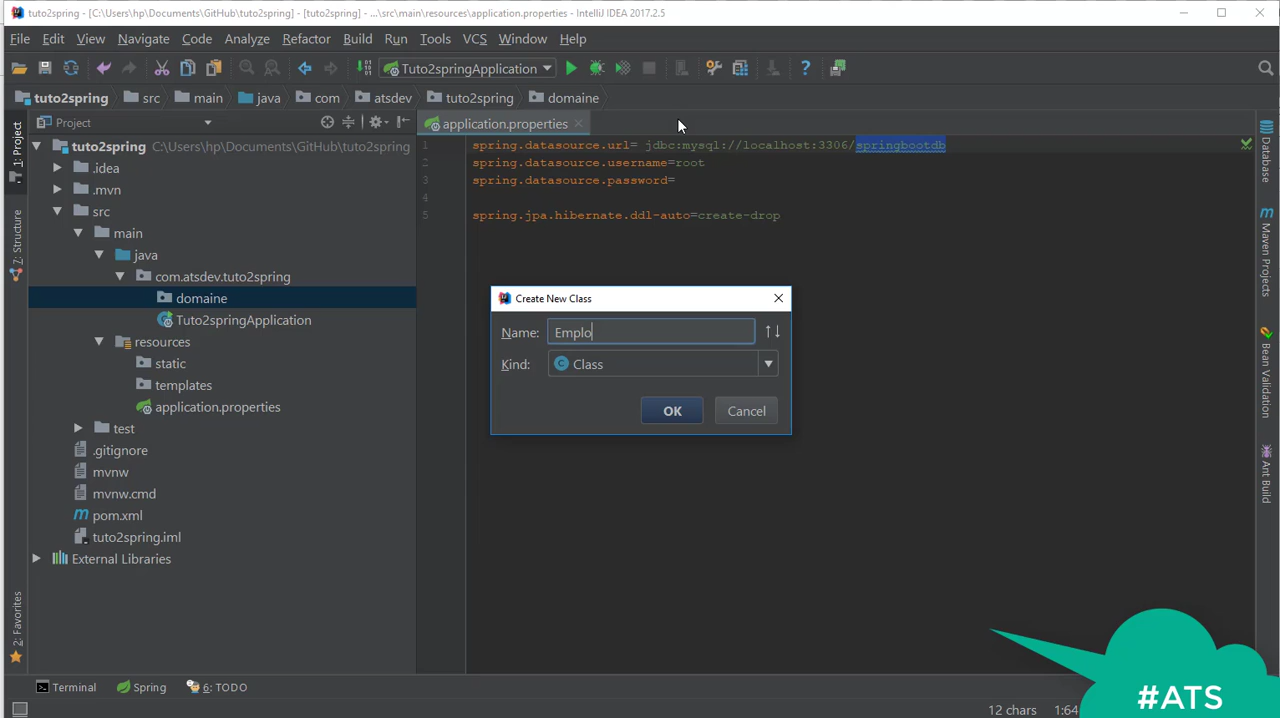 tuto2spring - [C:\Users\hp\Documents\GitHub\tuto2spring] - [tuto2spring] - ...\src\main\resources\application.properties - IntelliJ IDEA 2017.2.5
File Edit View Navigate Code Analyze Refactor Build Run Tools VCS Window Help
Tuto2springApplication
tuto2spring src main java com atsdev tuto2spring domaine
1: Project
Project
application.properties
tuto2spring C:\Users\hp\Documents\GitHub\tuto2spring
.idea
.mvn
src
main
java
com.atsdev.tuto2spring
domaine
Tuto2springApplication
resources
static
templates
application.properties
test
.gitignore
mvnw
mvnw.cmd
pom.xml
tuto2spring.iml
External Libraries
7: Structure
2: Favorites
1 spring.datasource.url= jdbc:mysql://localhost:3306/springbootdb
2 spring.datasource.username=root
3 spring.datasource.password=
4
5 spring.jpa.hibernate.ddl-auto=create-drop
Create New Class
Name: Emplo
Kind: Class
OK Cancel
Database
Maven Projects
Bean Validation
Ant Build
Terminal Spring 6: TODO
12 chars 1:64
#ATS